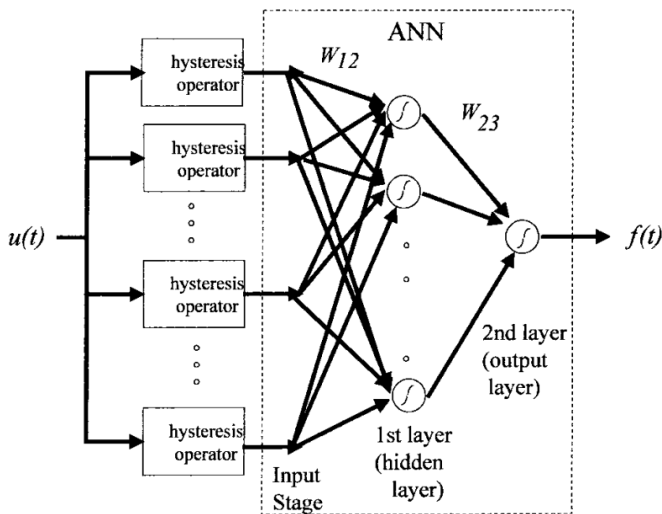 ANN
hysteresis
operator
W12
hysteresis
operator
W23
u(t)
f(t)
hysteresis
operator
2nd layer
(output
layer)
hysteresis
operator
1st layer
(hidden
layer)
Input
Stage